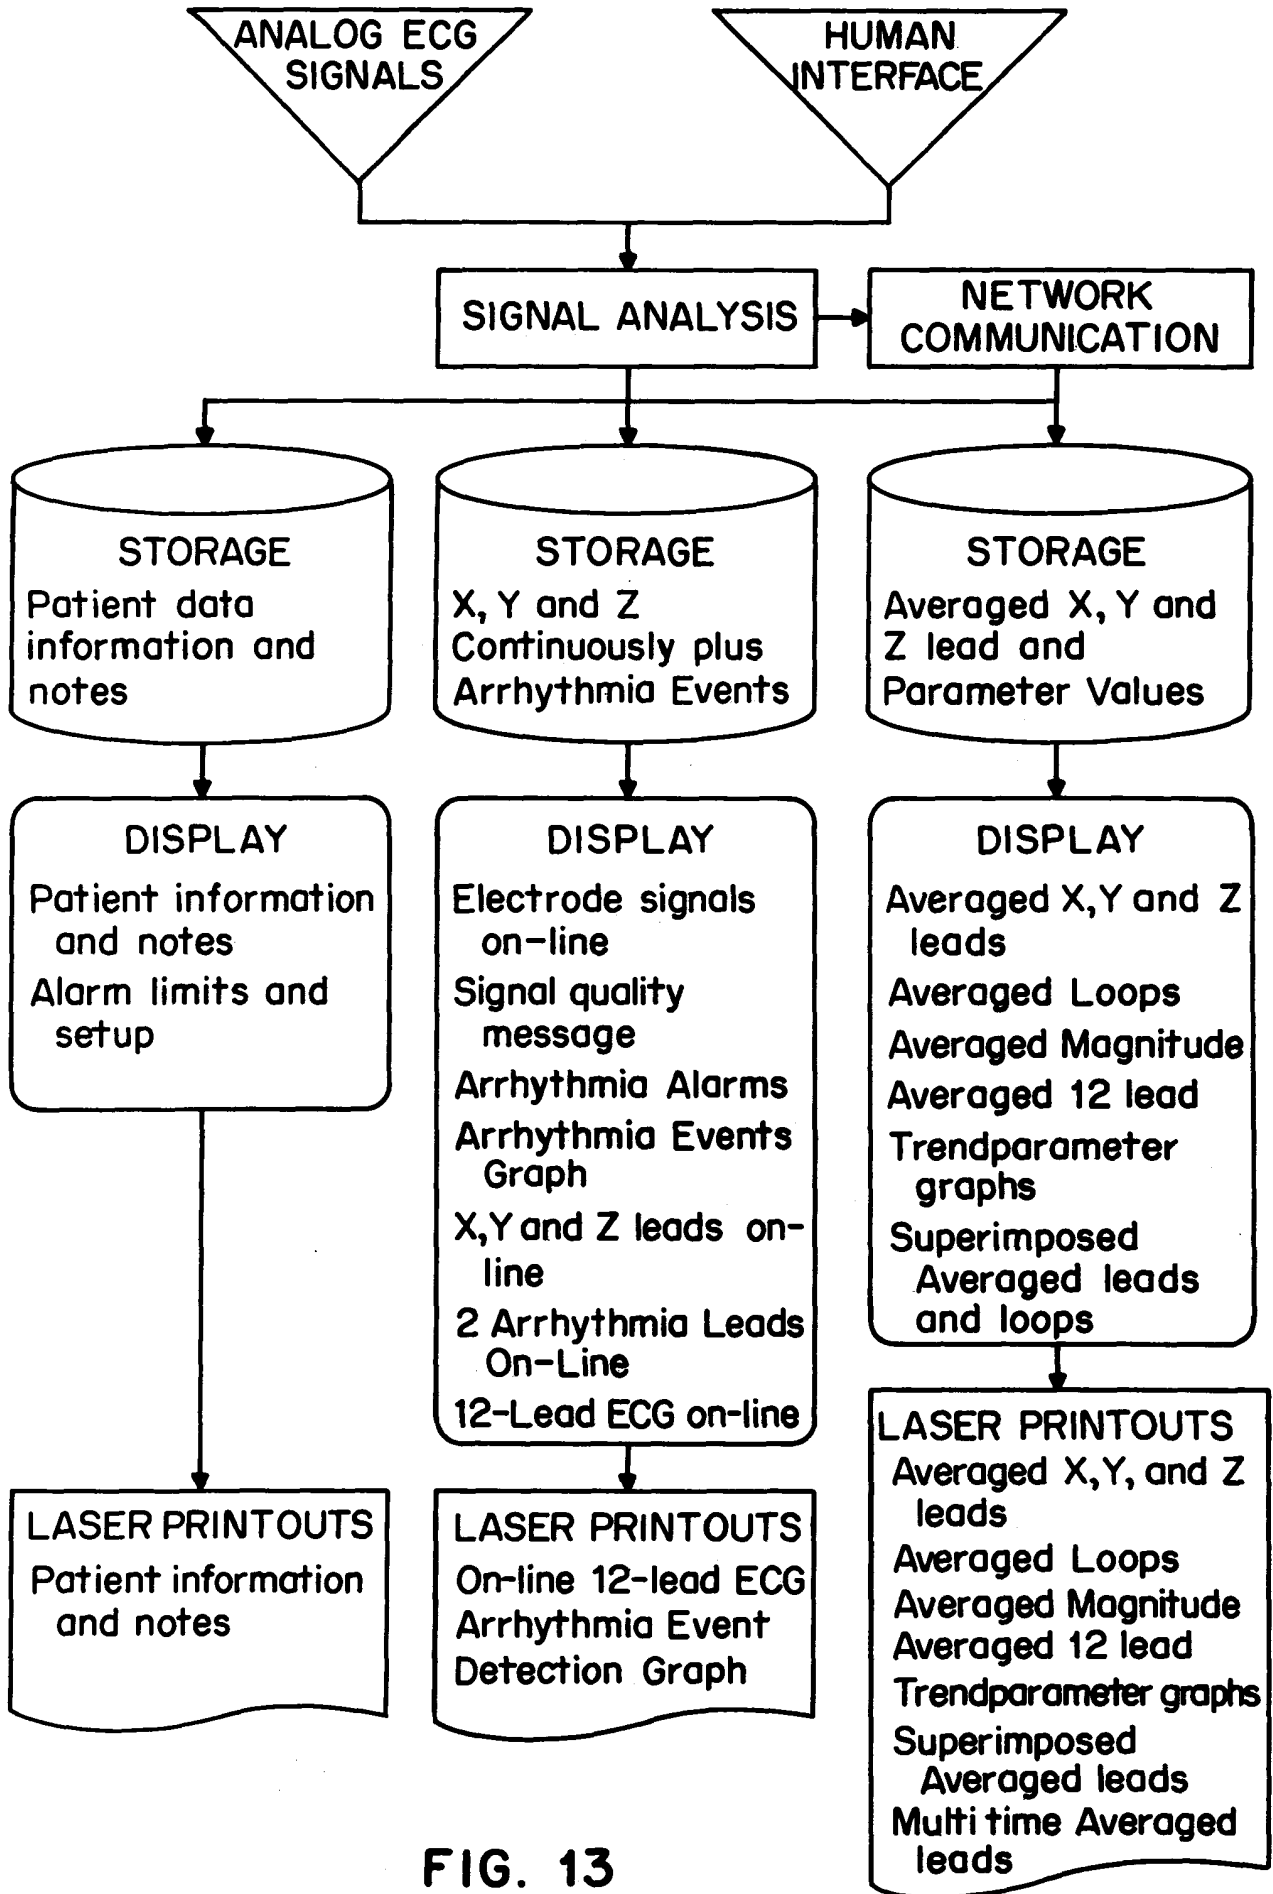 ANALOG ECG
SIGNALS
HUMAN
INTERFACE
SIGNAL ANALYSIS
NETWORK
COMMUNICATION
STORAGE
Patient data
information and
notes
STORAGE
X, Y and Z
Continuously plus
Arrhythmia Events
STORAGE
Averaged X, Y and
Z lead and
Parameter Values
DISPLAY
Patient information
and notes
Alarm limits and
setup
DISPLAY
Electrode signals
on-line
Signal quality
message
Arrhythmia Alarms
Arrhythmia Events
Graph
X,Y and Z leads on-
line
2 Arrhythmia Leads
On-Line
12-Lead ECG on-line
DISPLAY
Averaged X,Y and Z
leads
Averaged Loops
Averaged Magnitude
Averaged 12 lead
Trendparameter
graphs
Superimposed
Averaged leads
and loops
LASER PRINTOUTS
Patient information
and notes
LASER PRINTOUTS
On-line 12-lead ECG
Arrhythmia Event
Detection Graph
LASER PRINTOUTS
Averaged X,Y, and Z
leads
Averaged Loops
Averaged Magnitude
Averaged 12 lead
Trendparameter graphs
Superimposed
Averaged leads
Multi time Averaged
leads
FIG. 13